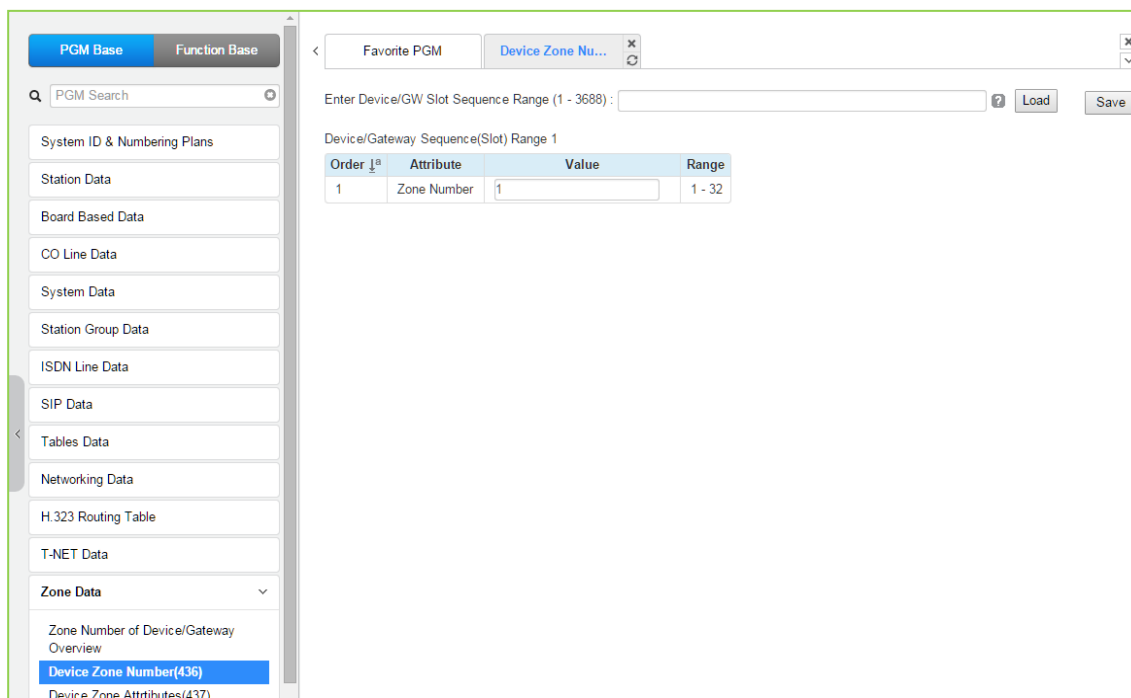 PGM Base Function Base
PGM Search
System ID & Numbering Plans
Station Data
Board Based Data
CO Line Data
System Data
Station Group Data
ISDN Line Data
SIP Data
Tables Data
Networking Data
H.323 Routing Table
T-NET Data
Zone Data
Zone Number of Device/Gateway
Overview
Device Zone Number(436)
Device Zone Attrtibutes(437)
Favorite PGM Device Zone Nu...
Enter Device/GW Slot Sequence Range (1 - 3688) : Load Save
Device/Gateway Sequence(Slot) Range 1
Order Attribute Value Range
1 Zone Number 1 1 - 32